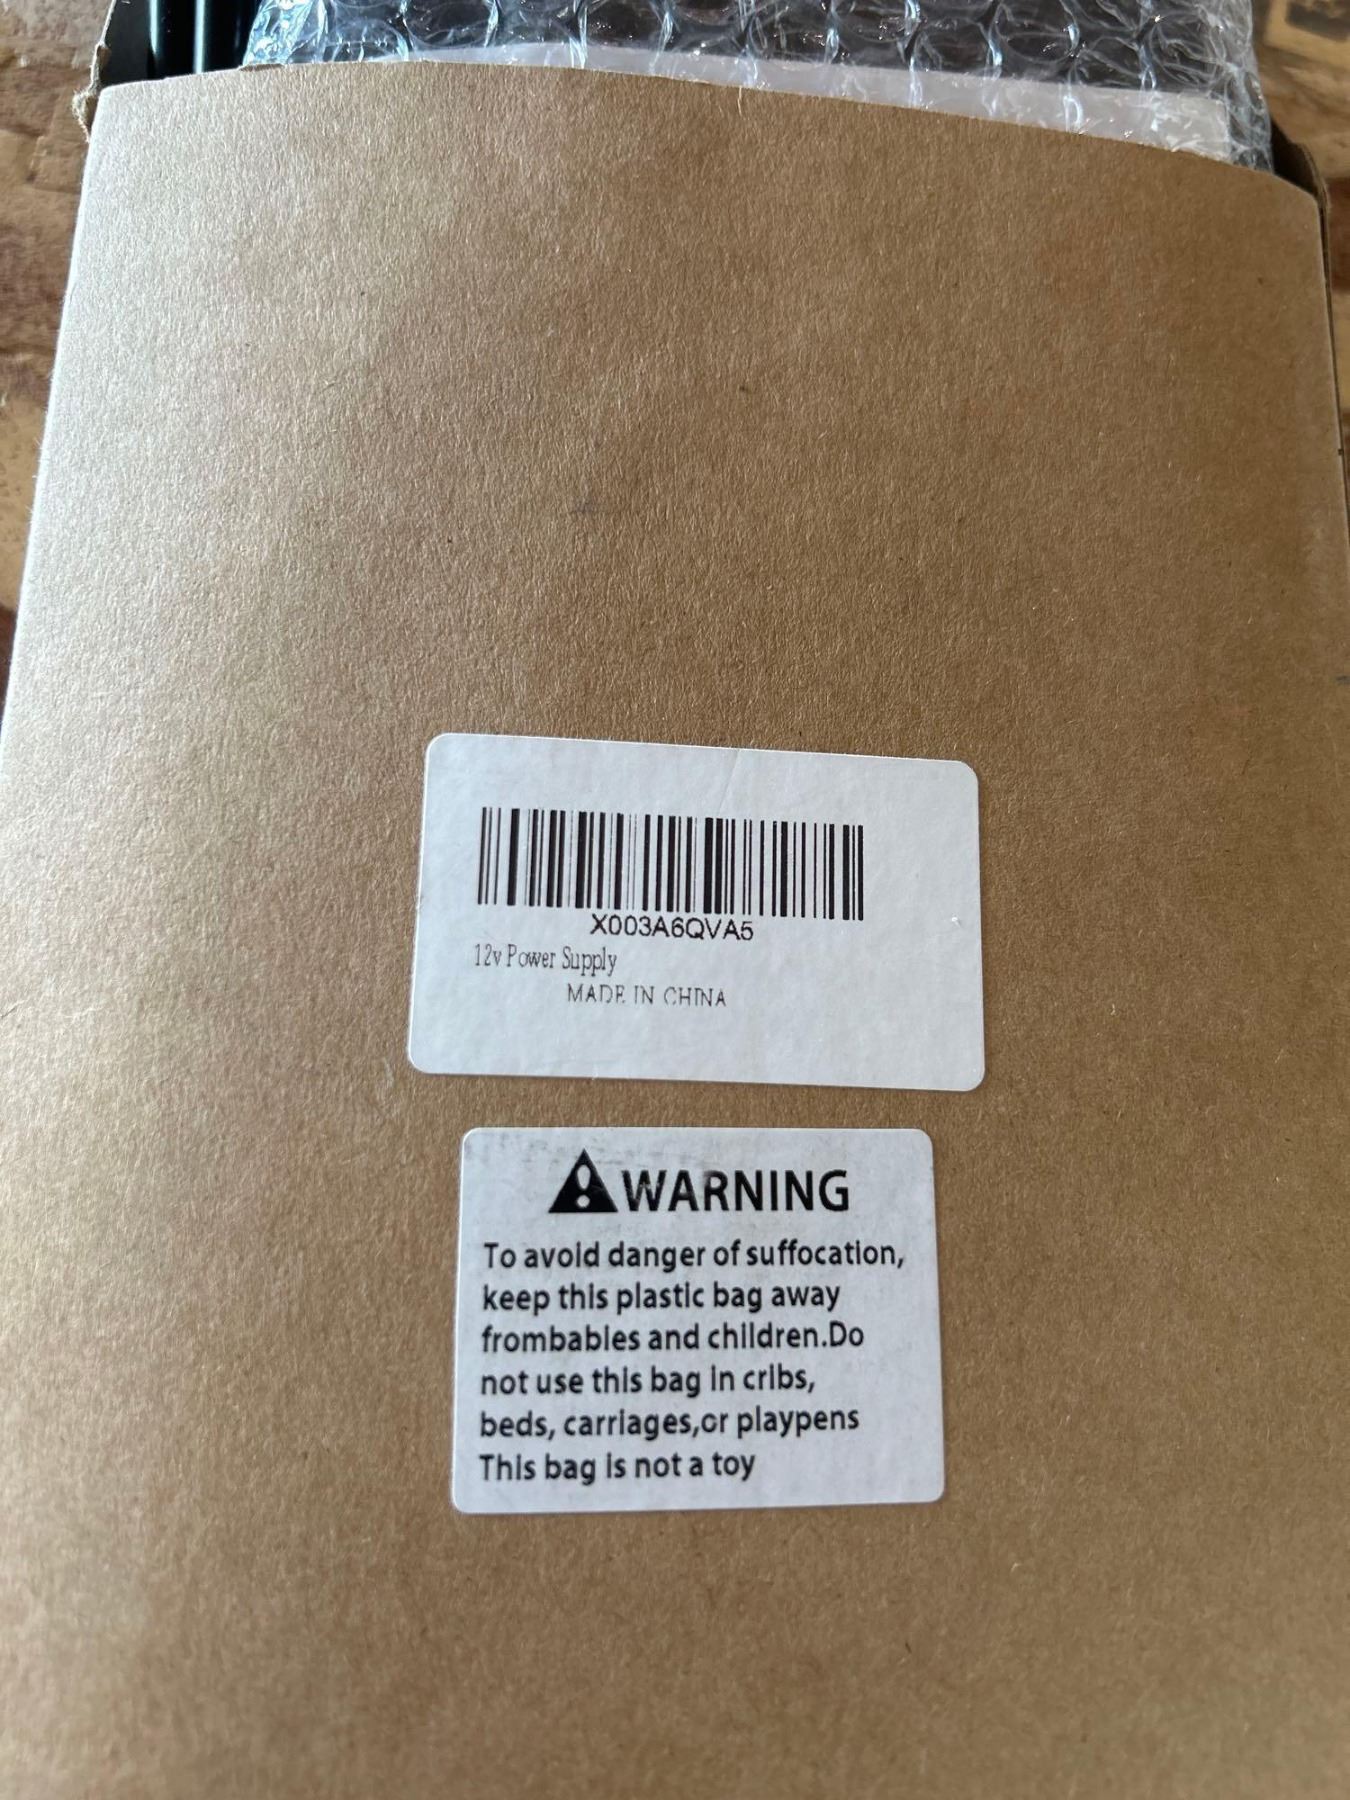 X003A6QVA5
12v Power Supply
MADE IN CHINA
WARNING
To avoid danger of suffocation,
keep this plastic bag away
frombabies and children.Do
not use this bag in cribs,
beds, carriages,or playpens
This bag is not a toy